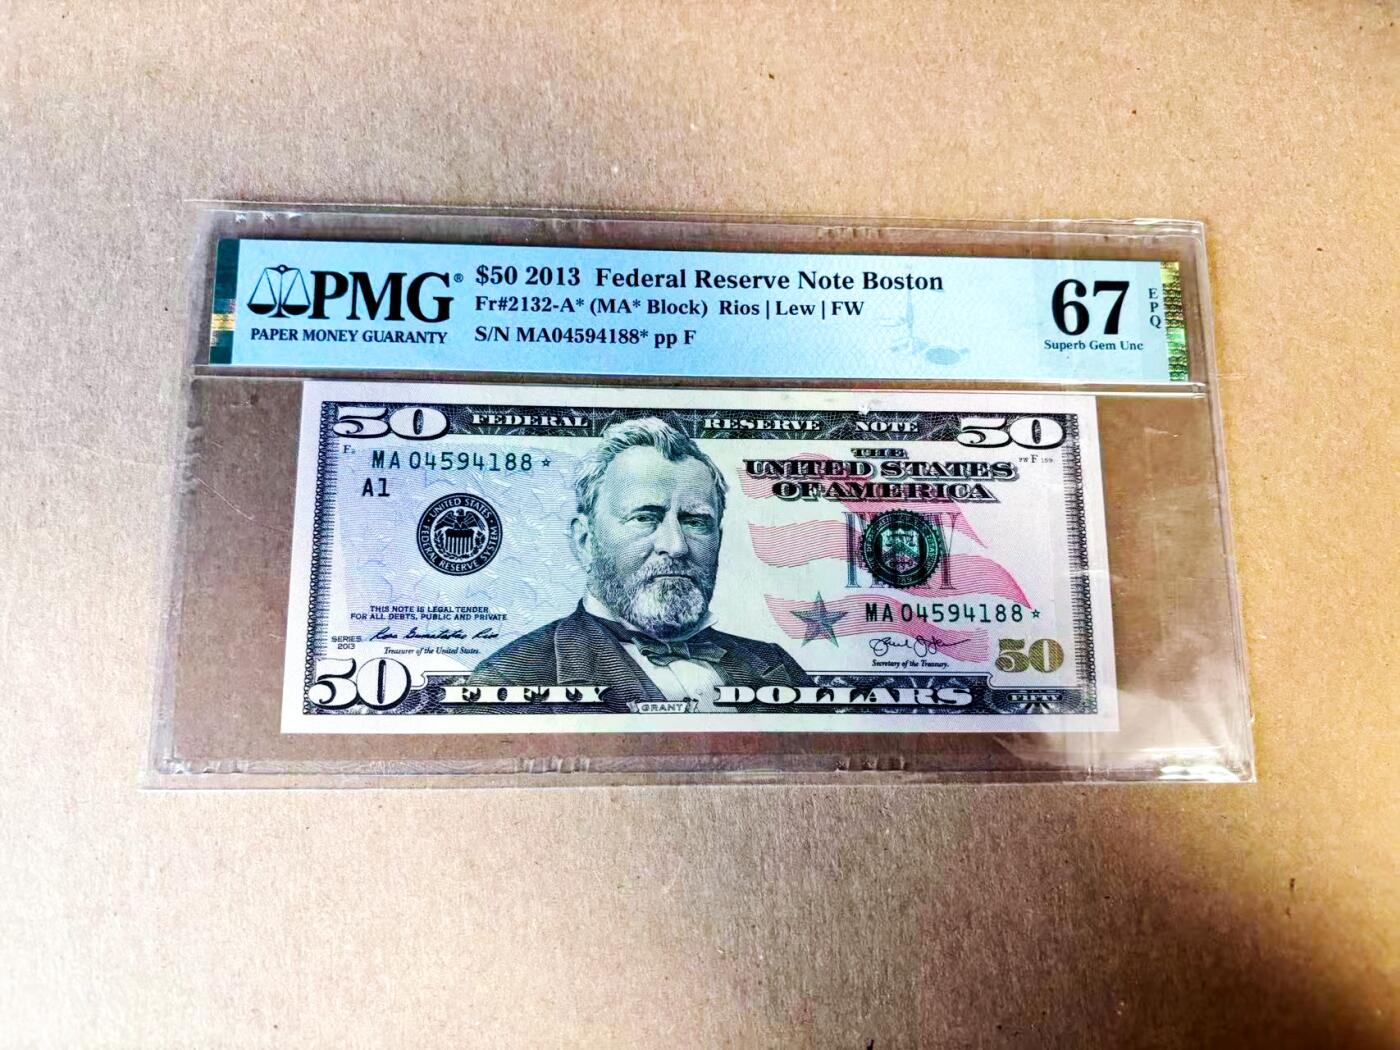 PMG®
PAPER MONEY GUARANTY
$50 2013 Federal Reserve Note Boston
Fr#2132-A* (MA* Block) Rios | Lew | FW
S/N MA04594188* pp F
67
EPQ
Superb Gem Unc
50 FEDERAL RESERVE NOTE 50
MA 04594188 *
A1
THE
UNITED STATES
OF AMERICA
UNITED STATES FEDERAL RESERVE SYSTEM
THIS NOTE IS LEGAL TENDER
FOR ALL DEBTS, PUBLIC AND PRIVATE
MA 04594188 *
SERIES
2013
Treasurer of the United States.
Secretary of the Treasury.
50
50 FIFTY GRANT DOLLARS